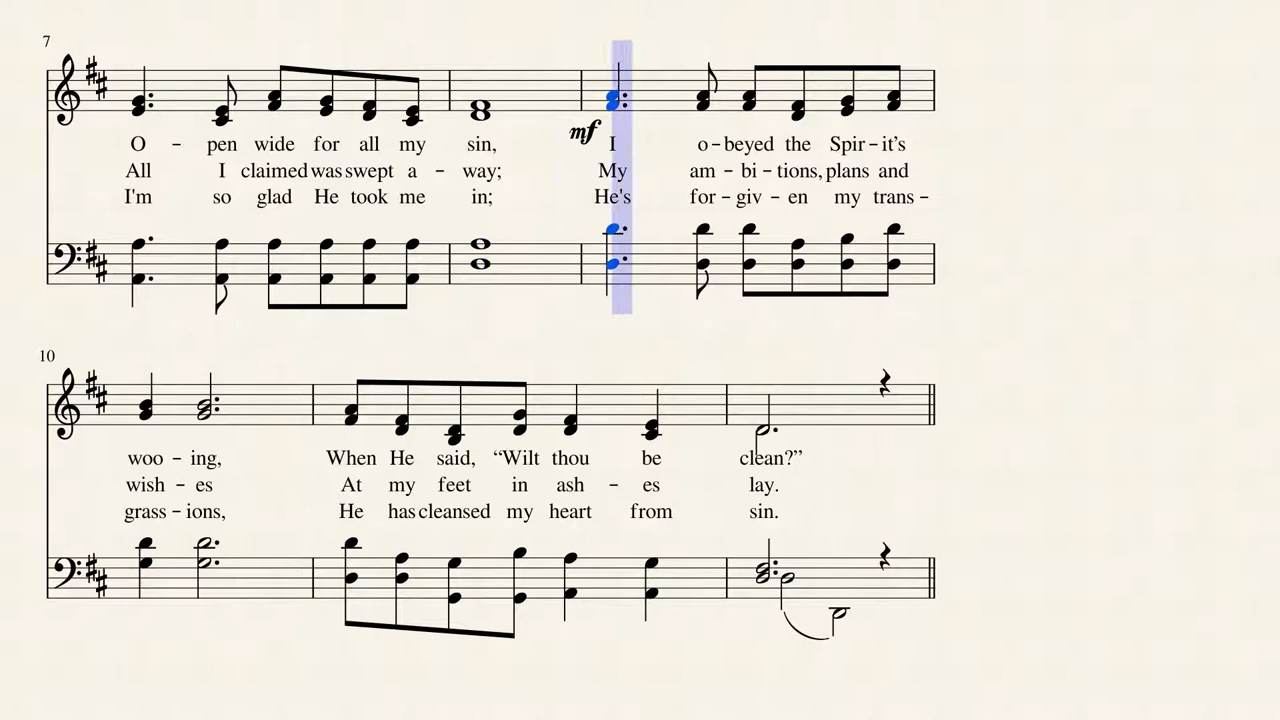 7
mf
O – pen wide for all my sin, I o – beyed the Spir – it’s
All I claimed was swept a – way; My am – bi – tions, plans and
I'm so glad He took me in; He's for – giv – en my trans –
10
woo – ing, When He said, “Wilt thou be clean?”
wish – es At my feet in ash – es lay.
grass – ions, He has cleansed my heart from sin.